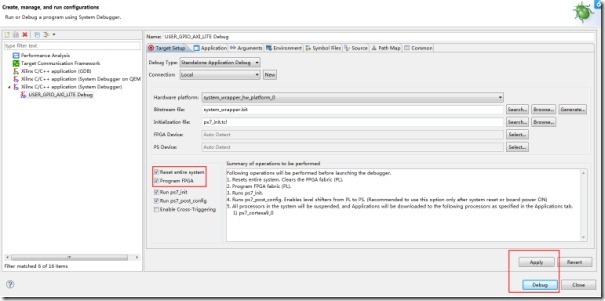 Create, manage, and run configurations
Run or Debug a program using System Debugger.
type filter text
Performance Analysis
Target Communication Framework
Xilinx C/C++ application (GDB)
Xilinx C/C++ application (System Debugger on QEM
Xilinx C/C++ application (System Debugger)
USER_GPIO_AXI_LITE Debug
Filter matched 6 of 16 items
Name: USER_GPIO_AXI_LITE Debug
Target Setup Application Arguments Environment Symbol Files Source Path Map Common
Debug Type: Standalone Application Debug
Connection: Local New
Hardware platform: system_wrapper_hw_platform_0
Bitstream file: system_wrapper.bit Search... Browse... Generate...
Initialization file: ps7_init.tcl Search... Browse...
FPGA Device: Auto Detect Select...
PS Device: Auto Detect Select...
Reset entire system
Program FPGA
Run ps7_init
Run ps7_post_config
Enable Cross-Triggering
Summary of operations to be performed
Following operations will be performed before launching the debugger.
1. Resets entire system. Clears the FPGA fabric (PL).
2. Program FPGA fabric (PL).
3. Runs ps7_init.
4. Runs ps7_post_config. Enables level shifters from PL to PS. (Recommended to use this option only after system reset or board power ON)
5. All processors in the system will be suspended, and Applications will be downloaded to the following processors as specified in the Applications tab.
1) ps7_cortexa9_0
Apply Revert
Debug Close